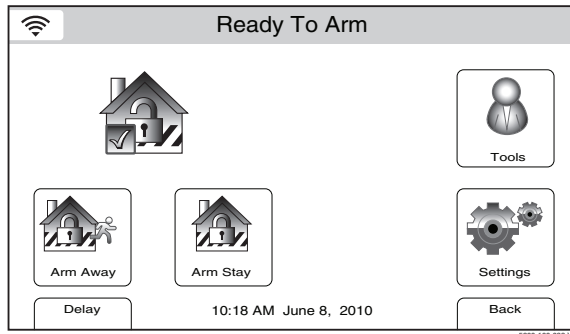 Ready To Arm
Tools
Arm Away
Arm Stay
Settings
Delay
10:18 AM June 8, 2010
Back